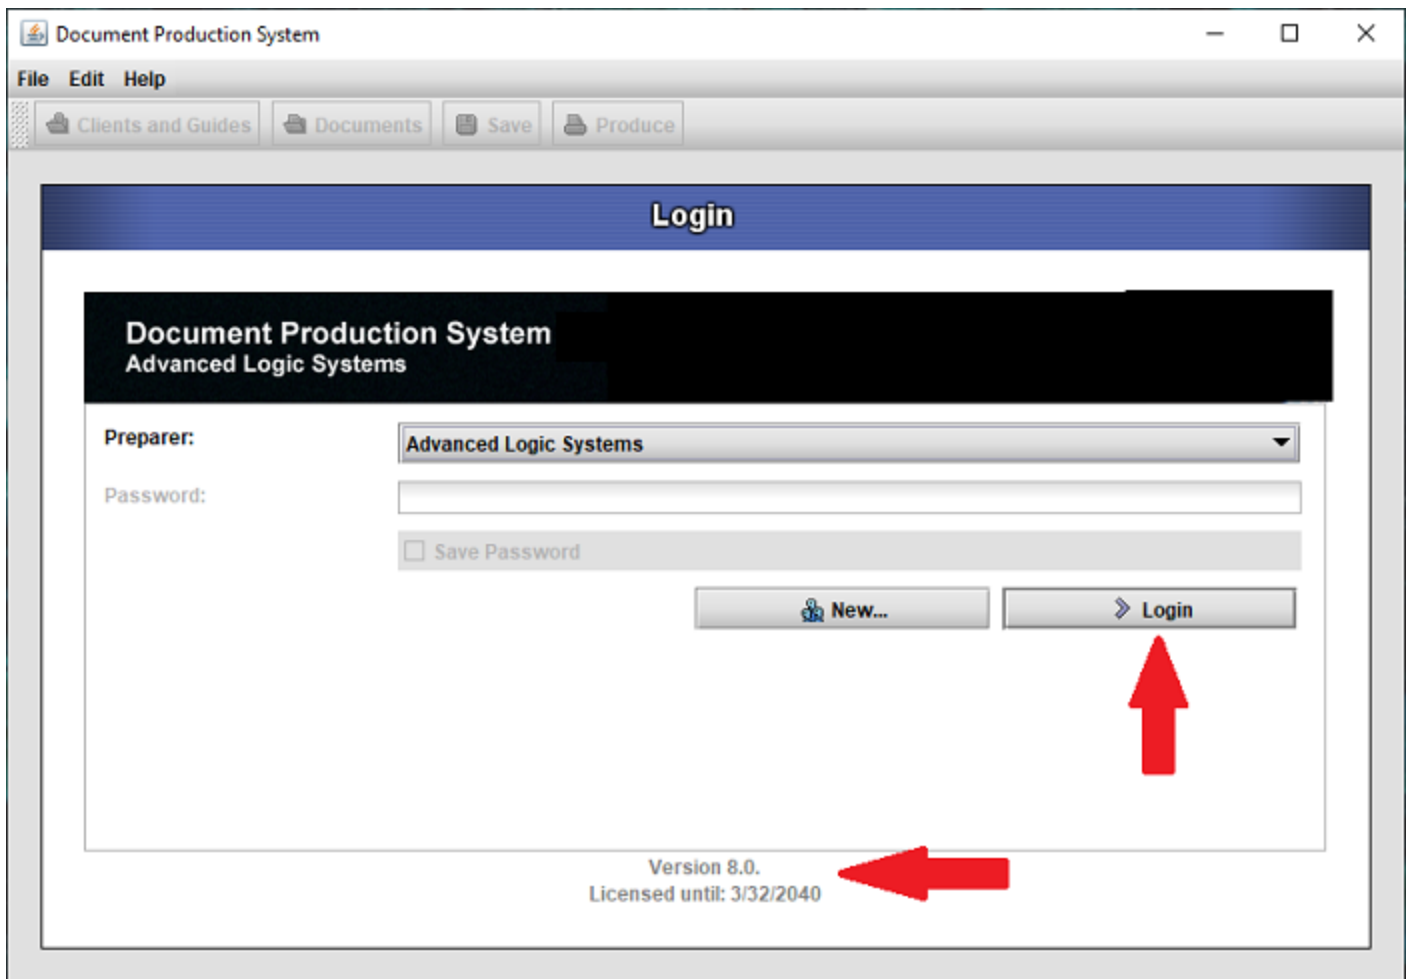 Document Production System
File Edit Help
Clients and Guides Documents Save Produce
Login
Document Production System
Advanced Logic Systems
Preparer: Advanced Logic Systems
Password:
Save Password
New... Login
Version 8.0.
Licensed until: 3/32/2040